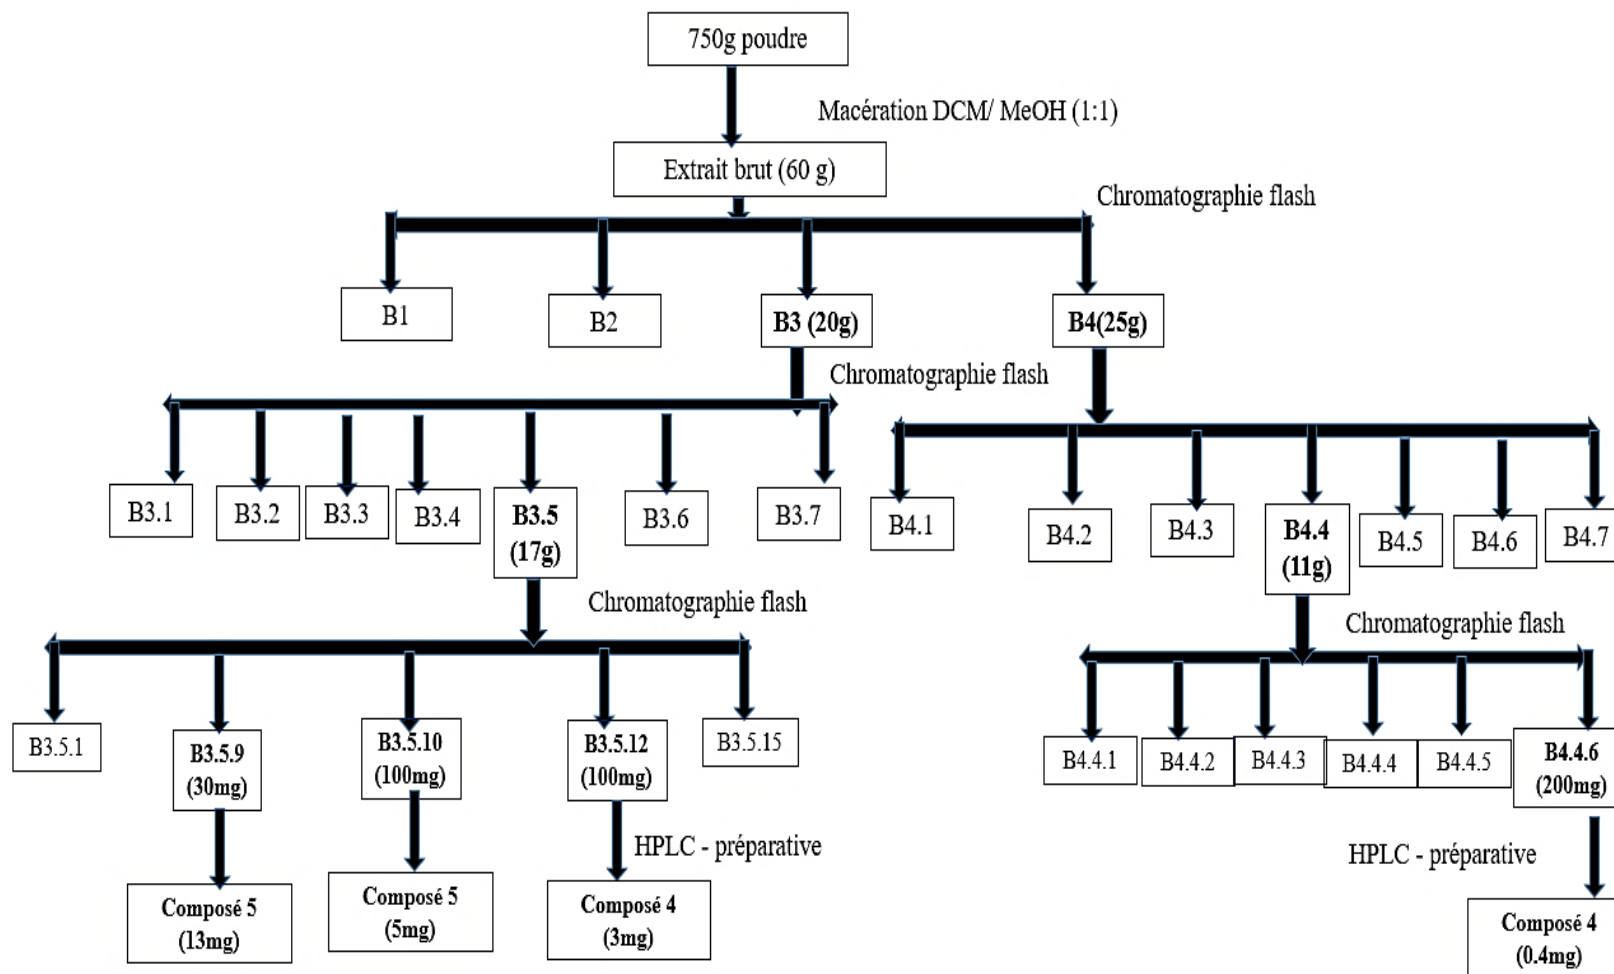 750g poudre
Macération DCM/ MeOH (1:1)
Extrait brut (60 g)
Chromatographie flash
B1
B2
B3 (20g)
B4(25g)
Chromatographie flash
B3.1
B3.2
B3.3
B3.4
B3.5
(17g)
B3.6
B3.7
B4.1
B4.2
B4.3
B4.4
(11g)
B4.5
B4.6
B4.7
Chromatographie flash
Chromatographie flash
B3.5.1
B3.5.9
(30mg)
B3.5.10
(100mg)
B3.5.12
(100mg)
B3.5.15
B4.4.1
B4.4.2
B4.4.3
B4.4.4
B4.4.5
B4.4.6
(200mg)
HPLC - préparative
HPLC - préparative
Composé 5
(13mg)
Composé 5
(5mg)
Composé 4
(3mg)
Composé 4
(0.4mg)